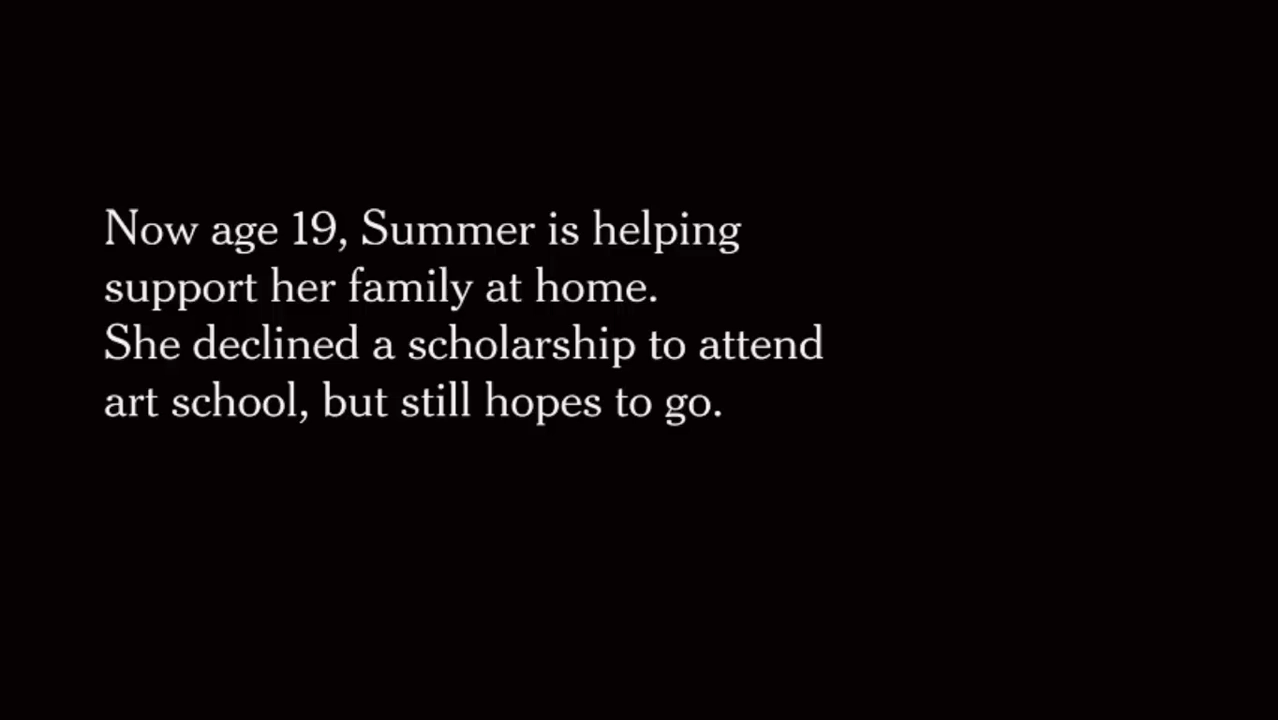 Now age 19, Summer is helping
support her family at home.
She declined a scholarship to attend
art school, but still hopes to go.